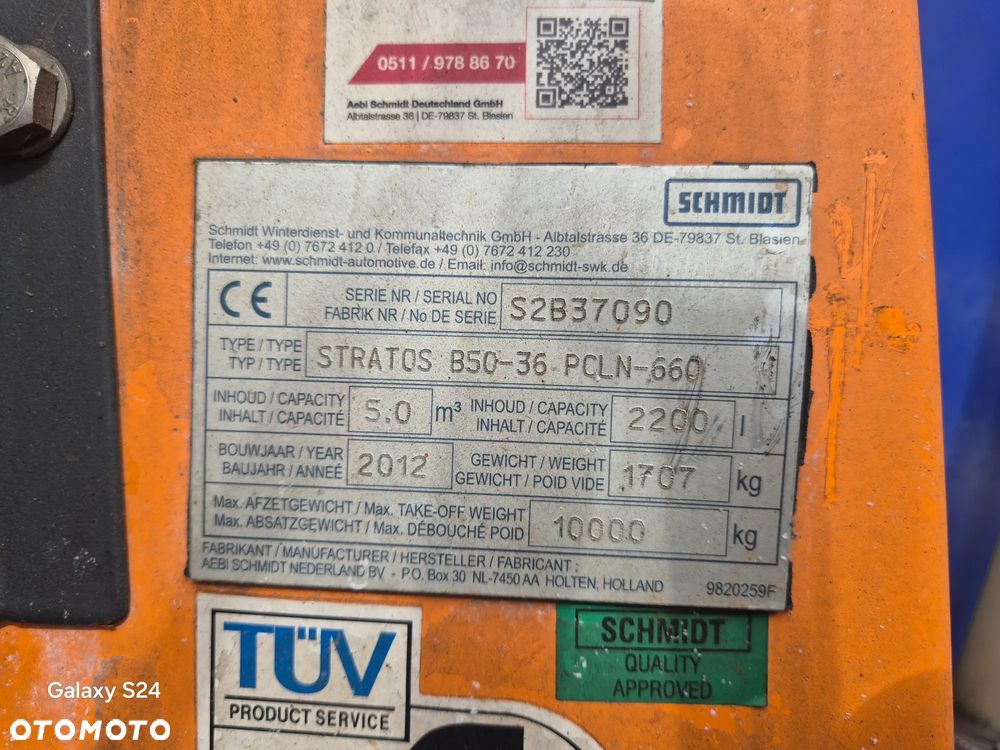 0511 / 978 86 70
Aebi Schmidt Deutschland GmbH
Albtalstrasse 36 | DE-79837 St. Blasien
SCHMIDT
Schmidt Winterdienst- und Kommunaltechnik GmbH - Albtalstrasse 36 DE-79837 St. Blasien
Telefon +49 (0) 7672 412 0 / Telefax +49 (0) 7672 412 230
Internet: www.schmidt-automotive.de / Email: info@schmidt-swk.de
CE
SERIE NR / SERIAL NO
FABRIK NR / No DE SERIE
S2B37090
TYPE / TYPE
TYP / TYPE
STRATOS B50-36 PCLN-660
INHOUD / CAPACITY
INHALT / CAPACITÉ
5.0 m³
INHOUD / CAPACITY
INHALT / CAPACITÉ
2200 l
BOUWJAAR / YEAR
BAUJAHR / ANNEÉ
2012
GEWICHT / WEIGHT
GEWICHT / POID VIDE
1707 kg
Max. AFZETGEWICHT / Max. TAKE-OFF WEIGHT
Max. ABSATZGEWICHT / Max. DÉBOUCHÉ POID
10000 kg
FABRIKANT / MANUFACTURER / HERSTELLER / FABRICANT :
AEBI SCHMIDT NEDERLAND BV - P.O. Box 30 NL-7450 AA HOLTEN, HOLLAND
9820259F
TÜV
PRODUCT SERVICE
SCHMIDT
QUALITY
APPROVED
Galaxy S24
OTOMOTO